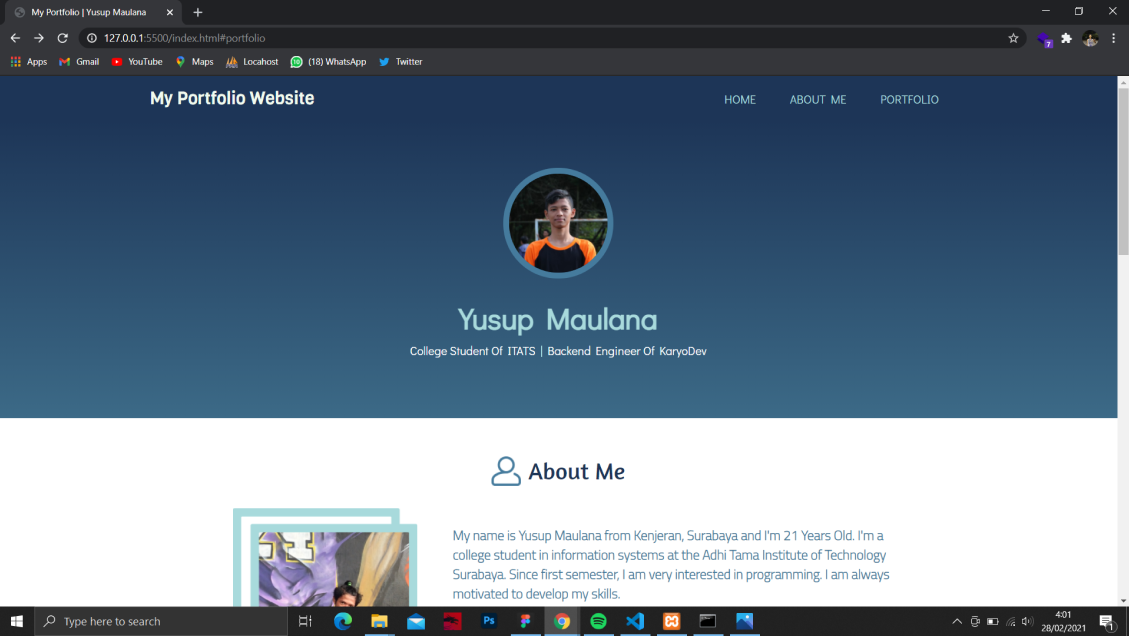 My Portfolio | Yusup Maulana
127.0.0.1:5500/index.html#portfolio
7
Apps Gmail YouTube Maps Locahost (18) WhatsApp Twitter
My Portfolio Website HOME ABOUT ME PORTFOLIO
Yusup Maulana
College Student Of ITATS | Backend Engineer Of KaryoDev
About Me
My name is Yusup Maulana from Kenjeran, Surabaya and I'm 21 Years Old. I'm a
college student in information systems at the Adhi Tama Institute of Technology
Surabaya. Since first semester, I am very interested in programming. I am always
motivated to develop my skills.
Type here to search
Ps
4:01
28/02/2021
1